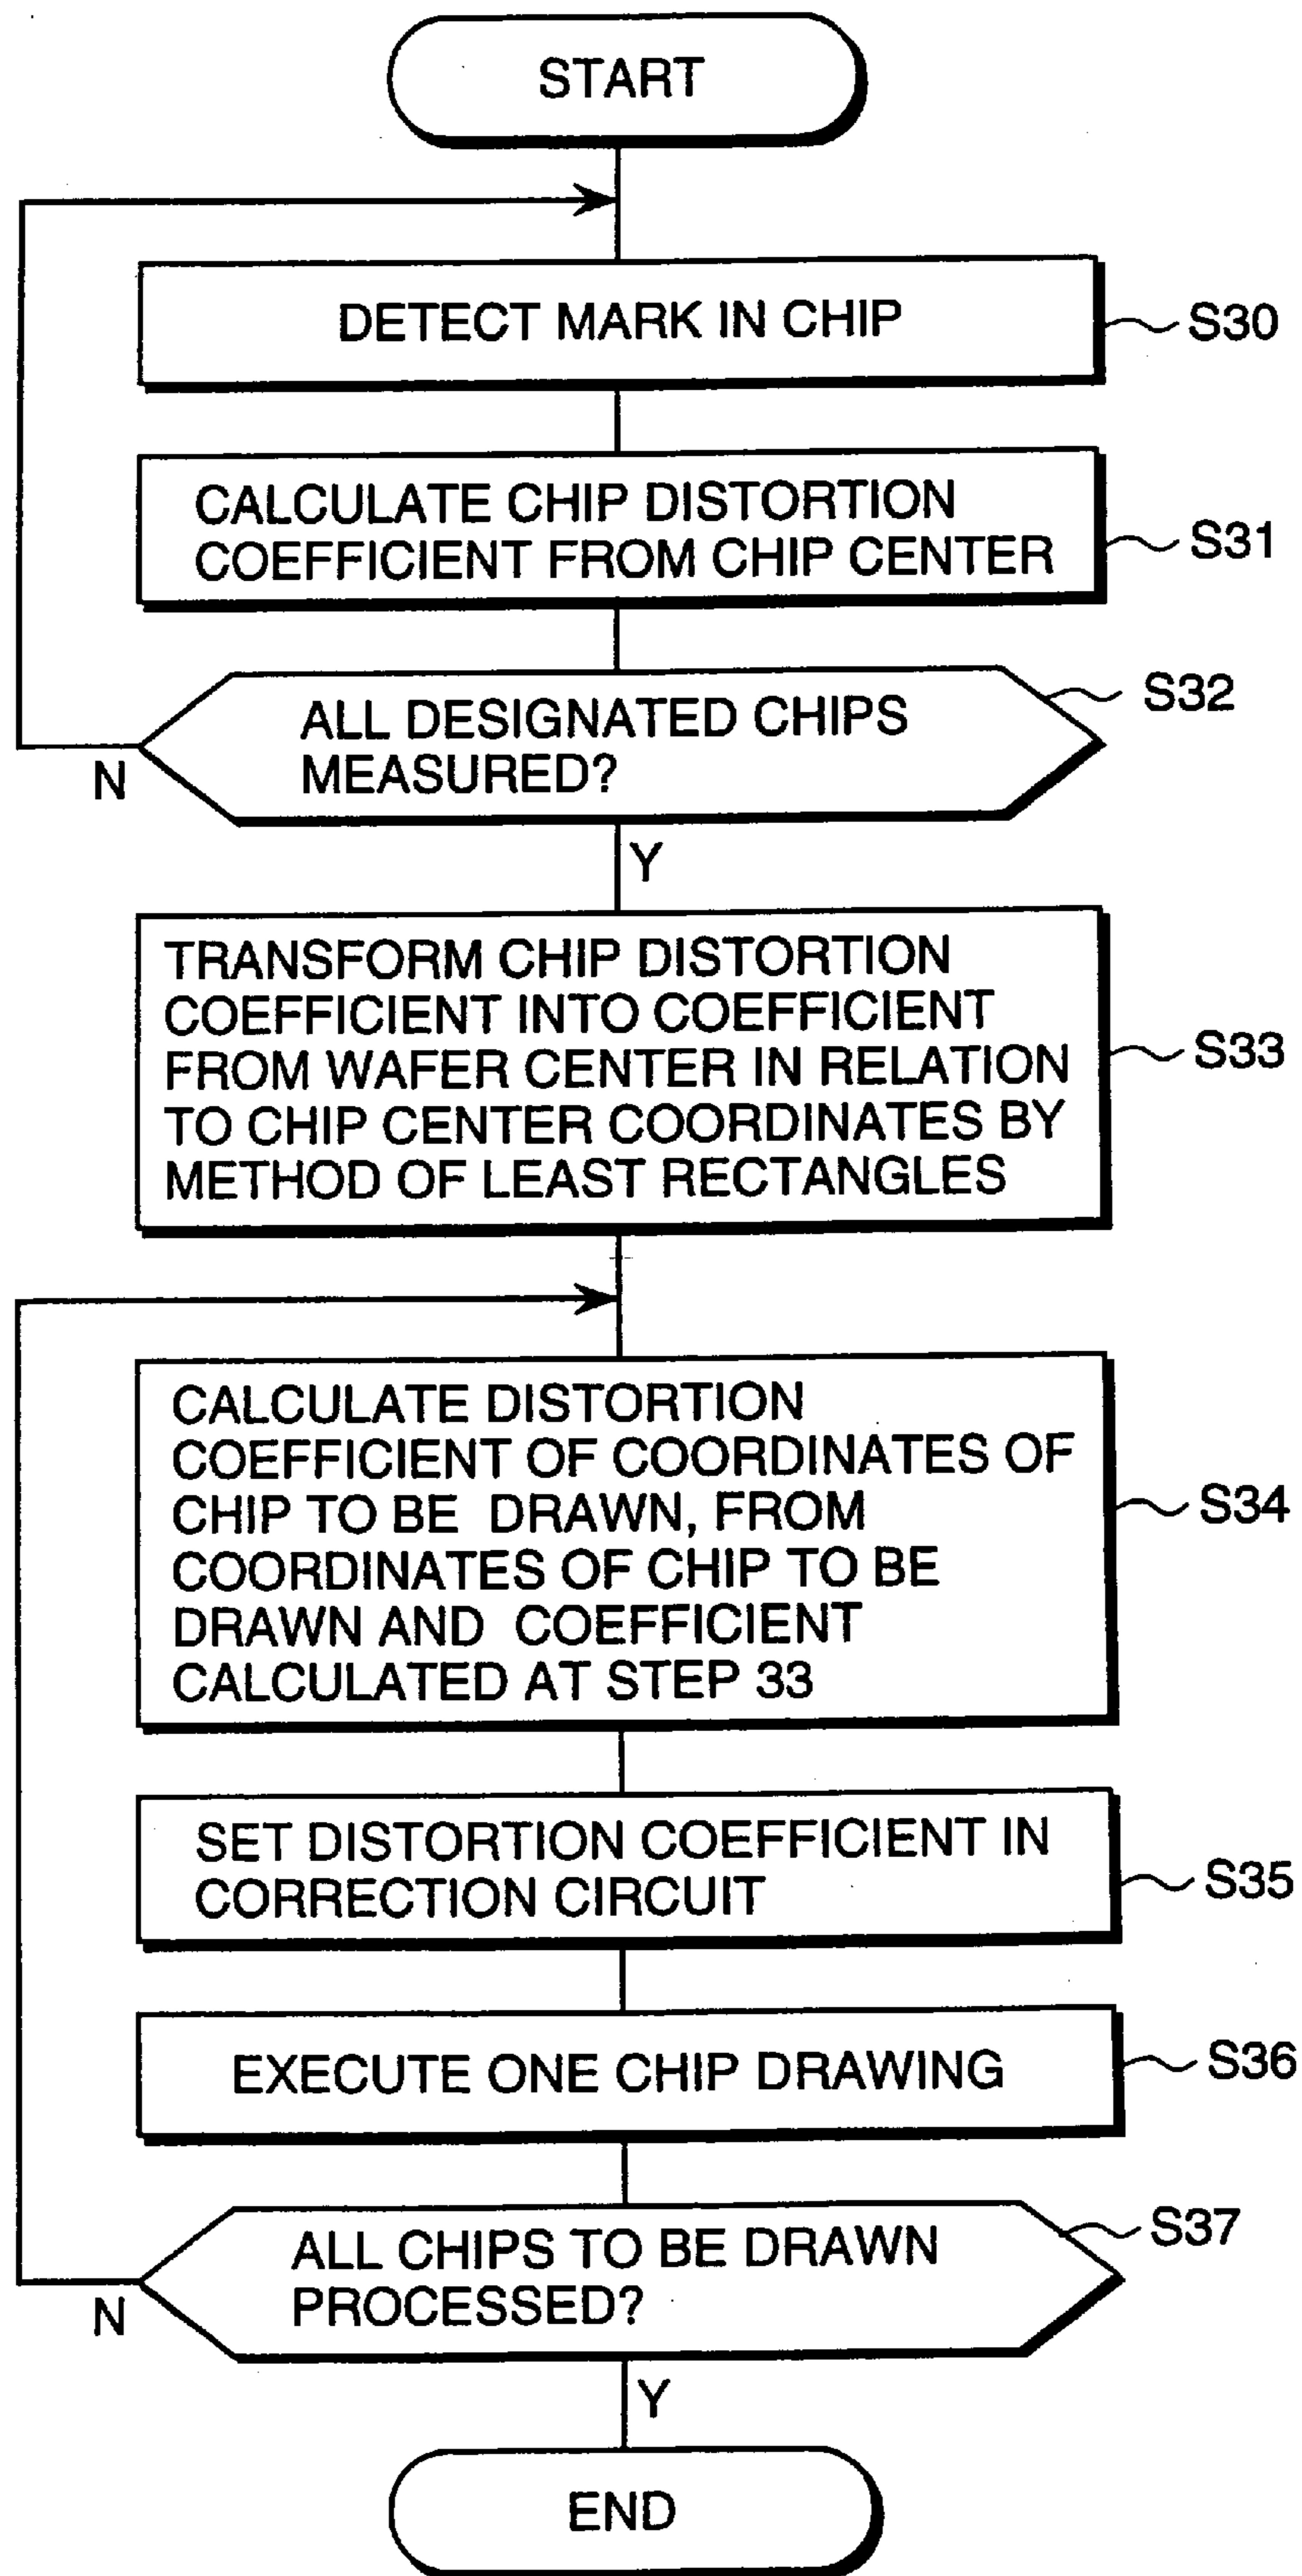 START
DETECT MARK IN CHIP
S30
CALCULATE CHIP DISTORTION
COEFFICIENT FROM CHIP CENTER
S31
ALL DESIGNATED CHIPS
MEASURED?
S32
N
Y
TRANSFORM CHIP DISTORTION
COEFFICIENT INTO COEFFICIENT
FROM WAFER CENTER IN RELATION
TO CHIP CENTER COORDINATES BY
METHOD OF LEAST RECTANGLES
S33
CALCULATE DISTORTION
COEFFICIENT OF COORDINATES OF
CHIP TO BE DRAWN, FROM
COORDINATES OF CHIP TO BE
DRAWN AND COEFFICIENT
CALCULATED AT STEP 33
S34
SET DISTORTION COEFFICIENT IN
CORRECTION CIRCUIT
S35
EXECUTE ONE CHIP DRAWING
S36
ALL CHIPS TO BE DRAWN
PROCESSED?
S37
N
Y
END